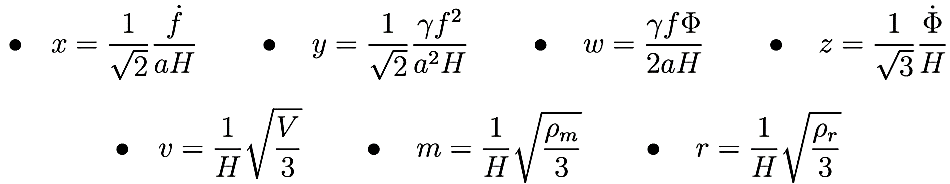 • $x = \frac{1}{\sqrt{2}} \frac{\dot{f}}{aH}$ • $y = \frac{1}{\sqrt{2}} \frac{\gamma f^2}{a^2 H}$ • $w = \frac{\gamma f \Phi}{2aH}$ • $z = \frac{1}{\sqrt{3}} \frac{\dot{\Phi}}{H}$
• $v = \frac{1}{H} \sqrt{\frac{V}{3}}$ • $m = \frac{1}{H} \sqrt{\frac{\rho_m}{3}}$ • $r = \frac{1}{H} \sqrt{\frac{\rho_r}{3}}$